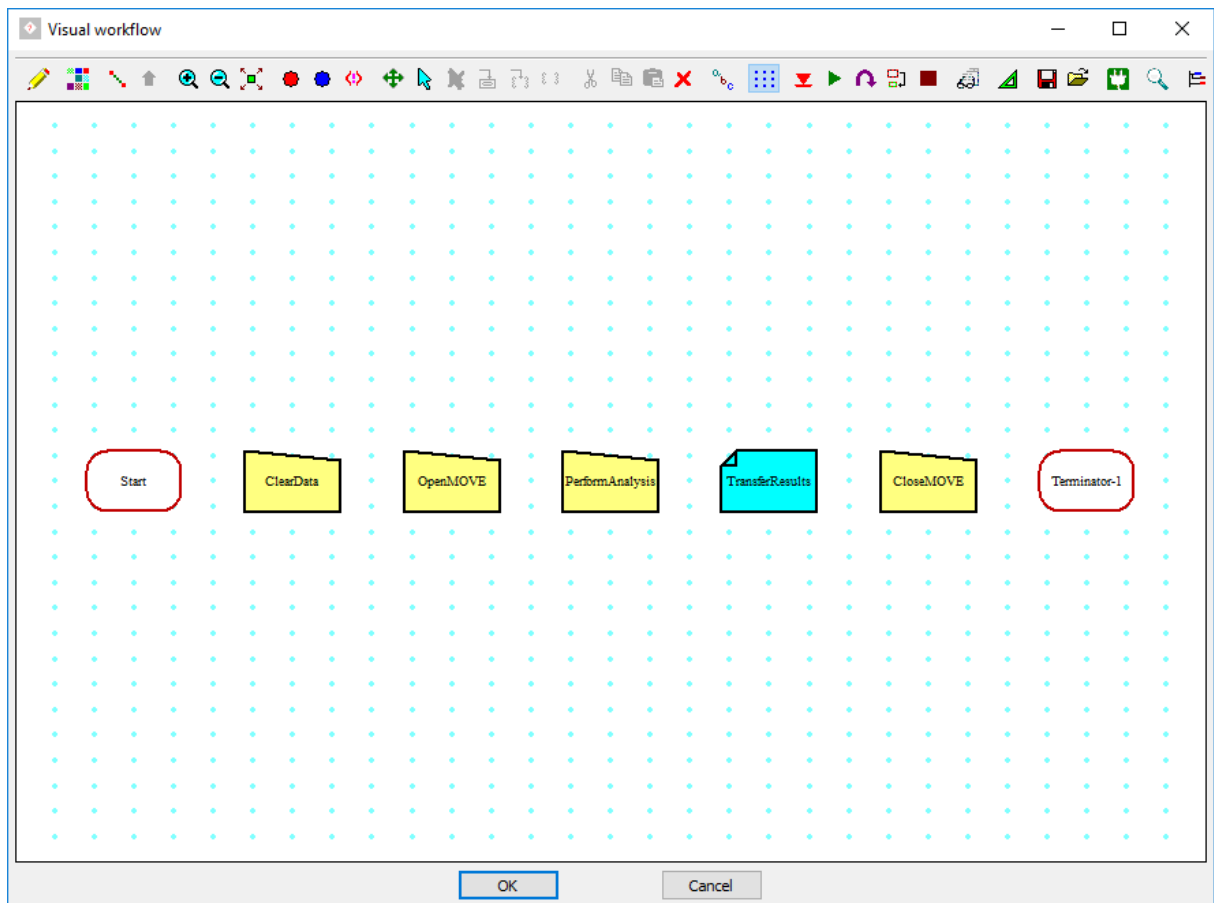 Visual workflow
Start
ClearData
OpenMOVE
PerformAnalysis
TransferResults
CloseMOVE
Terminator-1
OK
Cancel